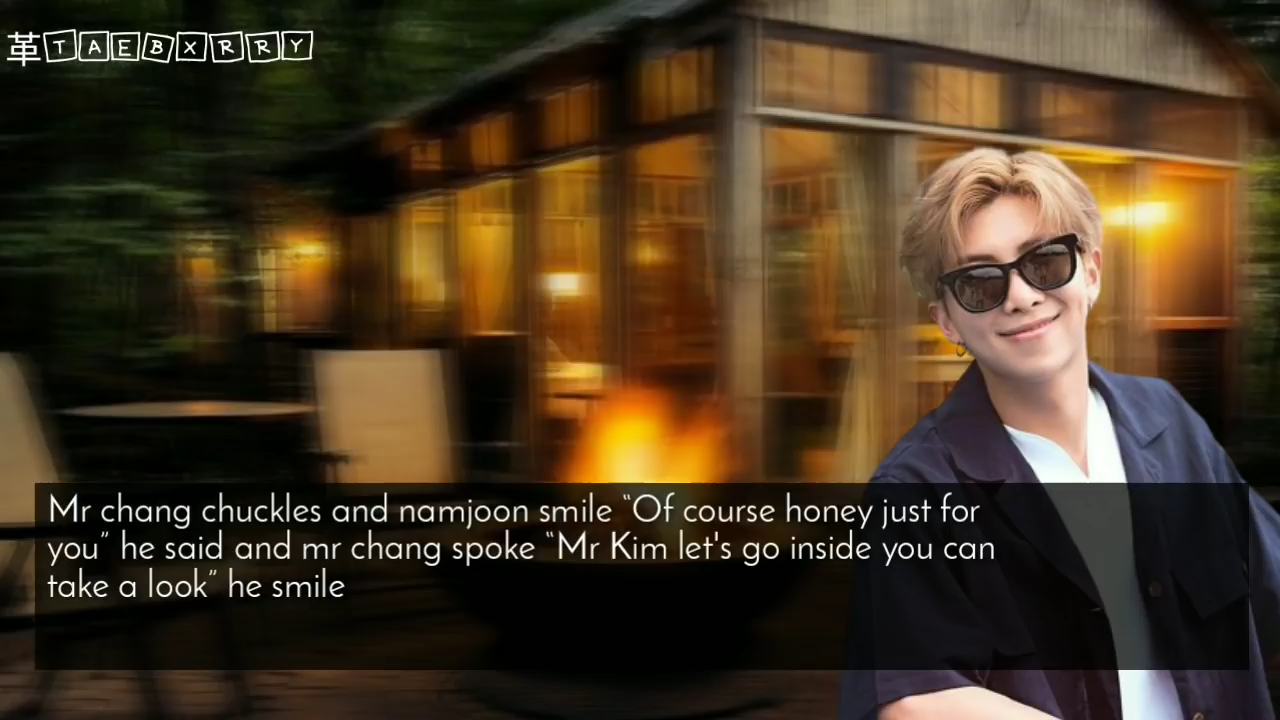 革TAEBXRRY
Mr chang chuckles and namjoon smile “Of course honey just for
you” he said and mr chang spoke “Mr Kim let's go inside you can
take a look” he smile